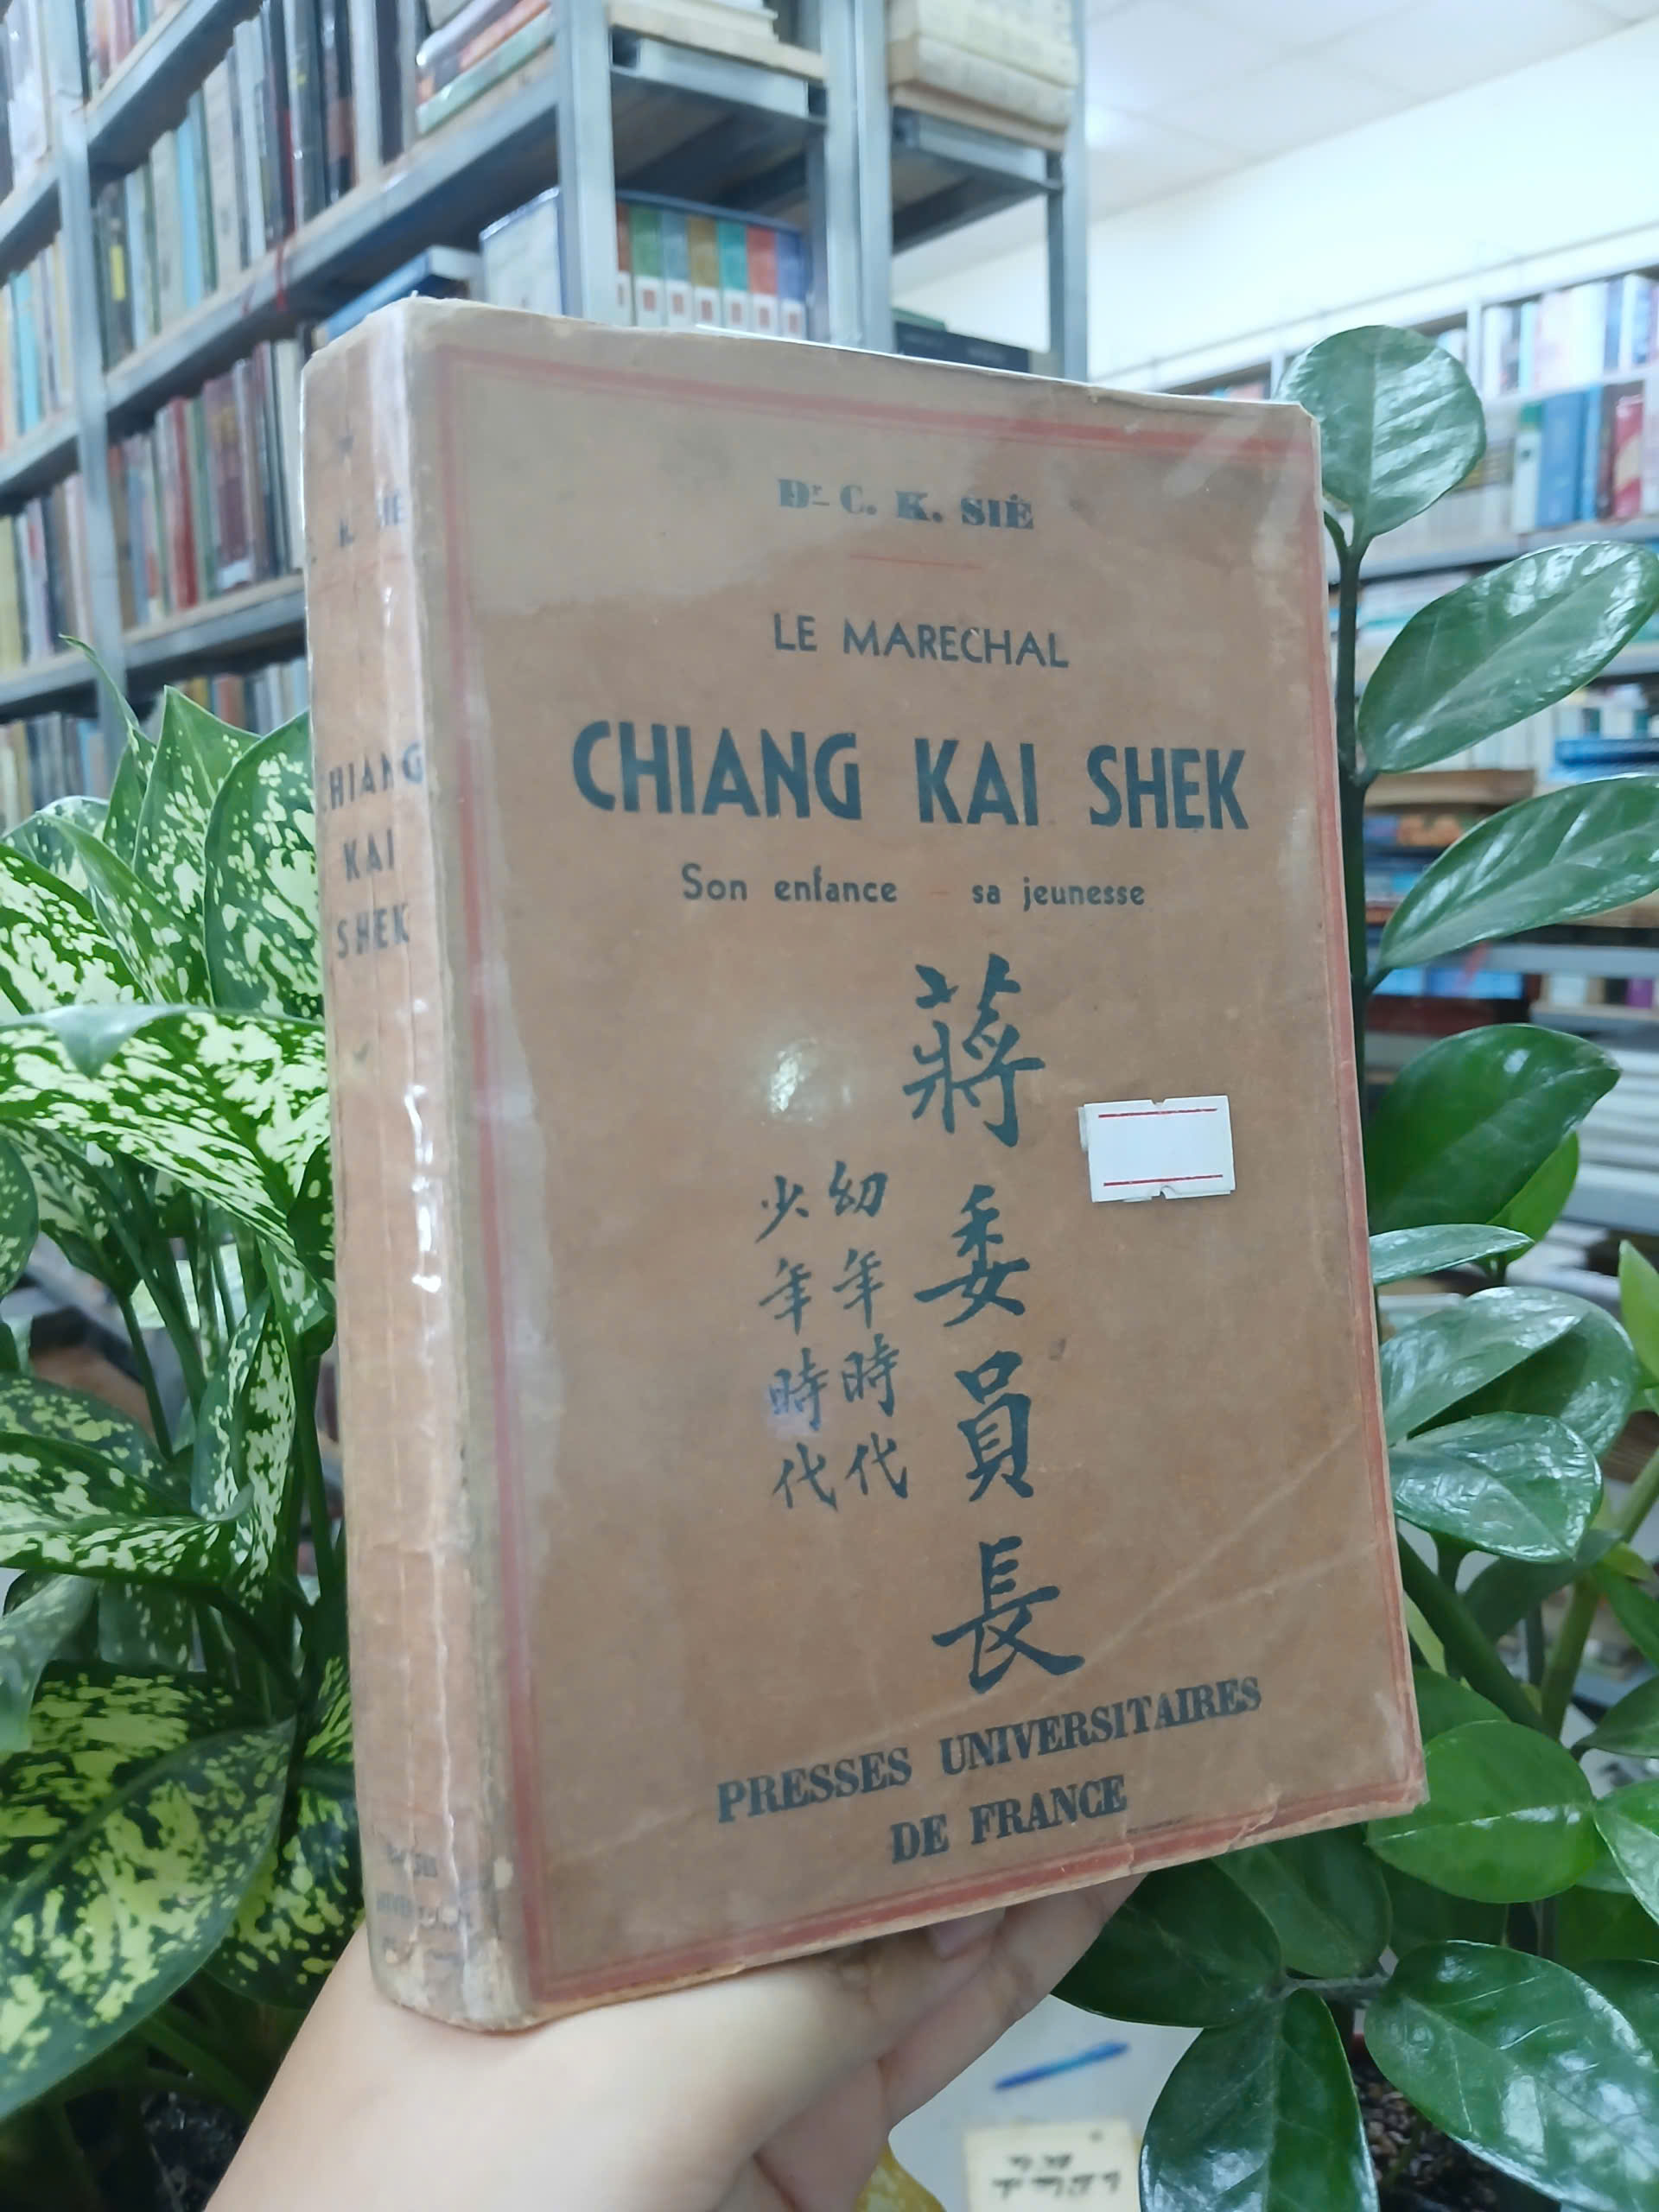 Dr C. K. SIÉ
LE MARECHAL
CHIANG KAI SHEK
Son enfance – sa jeunesse
蔣委員長
幼年時代
少年時代
PRESSES UNIVERSITAIRES
DE FRANCE
CHIANG
KAI
SHEK